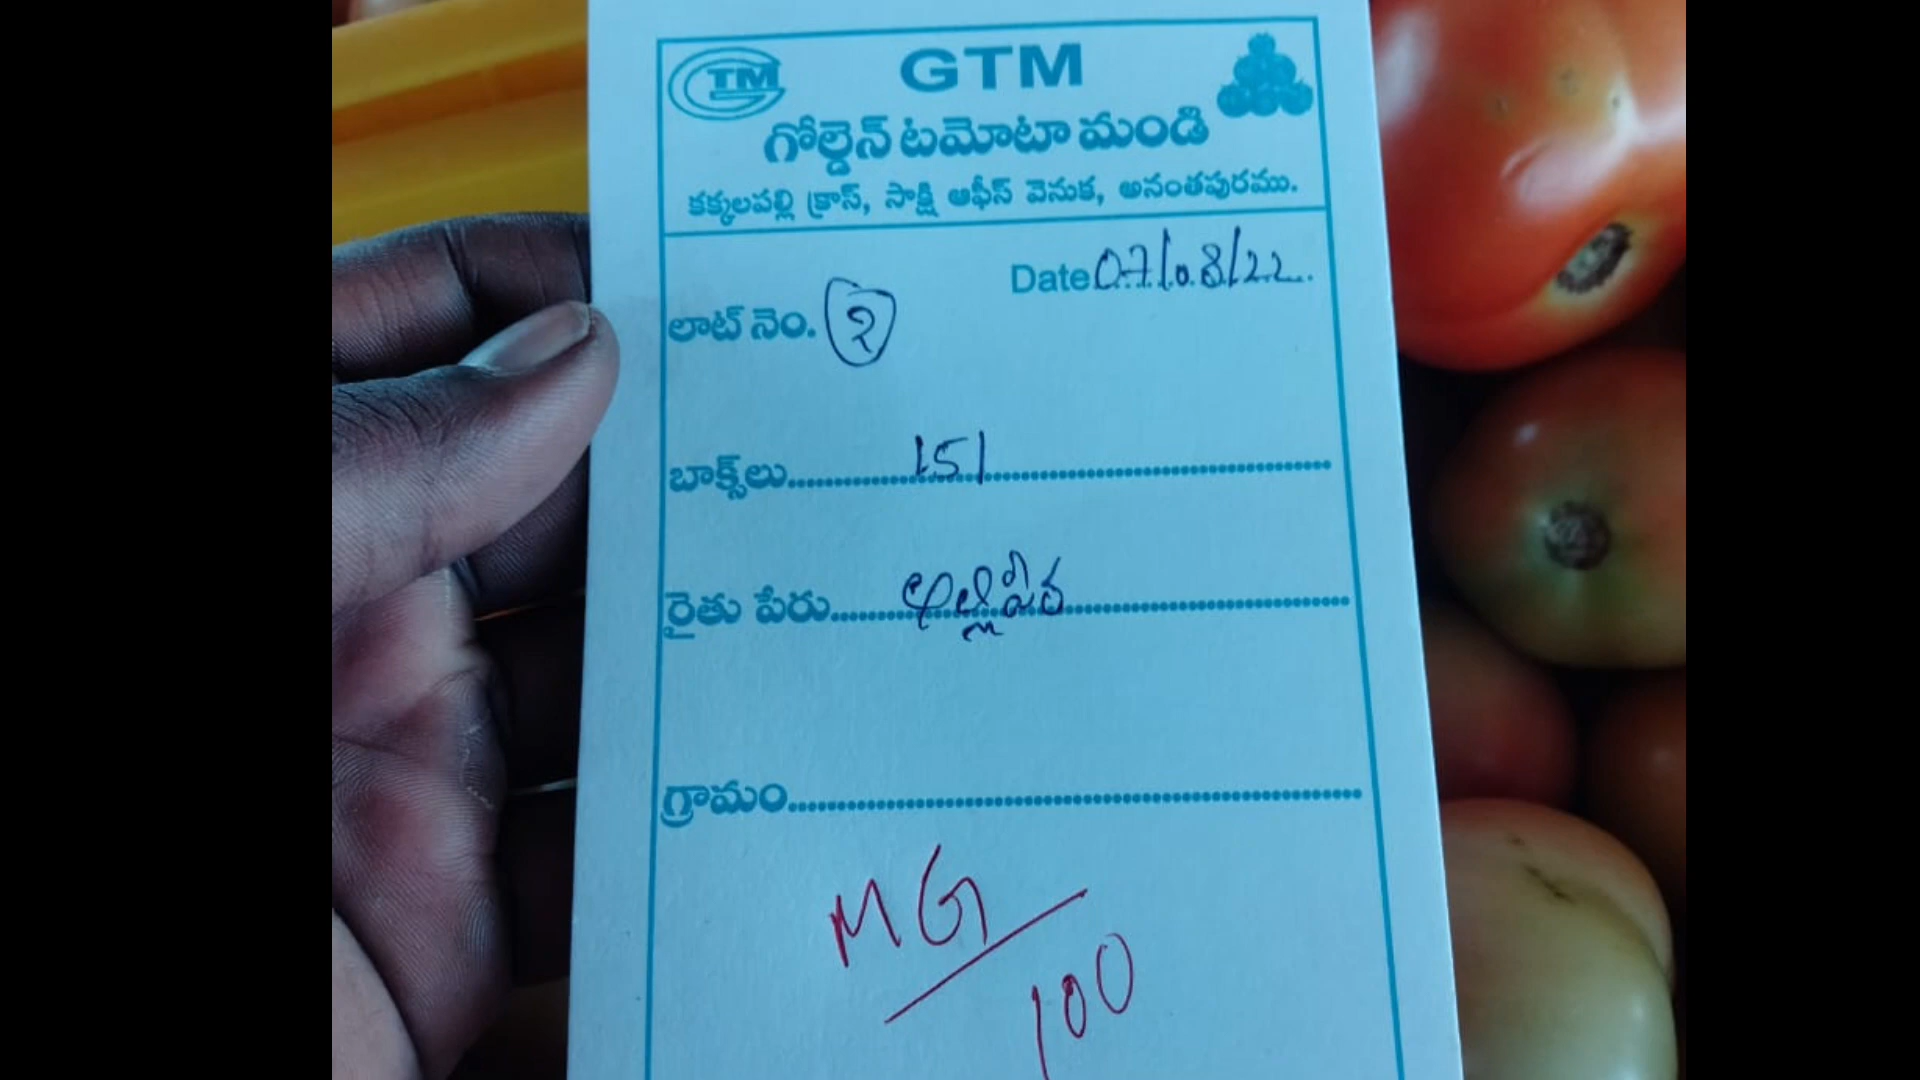 GTM
GTM
గోల్డెన్ టమోటా మండి
కక్కలపల్లి క్రాస్, సాక్షి ఆఫీస్ వెనుక, అనంతపురము.
Date 07/08/22
లాట్ నెం. 2
బాక్స్‌లు 151
రైతు పేరు
గ్రామం
MG
100